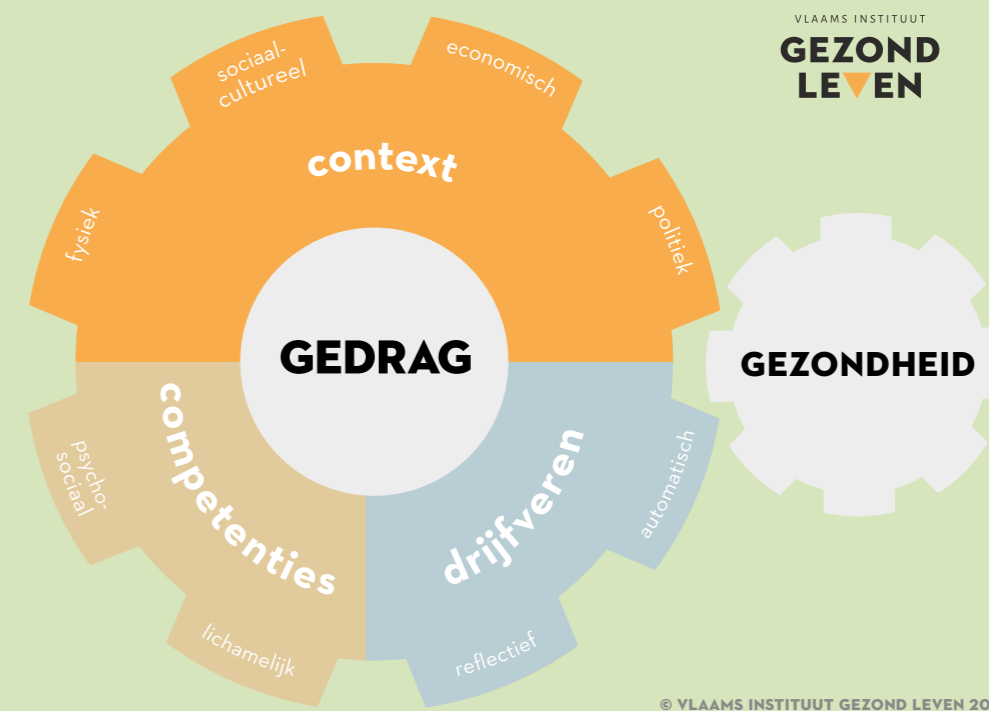 VLAAMS INSTITUUT
GEZOND
LEVEN
sociaal-
cultureel
economisch
context
fysiek
politiek
GEDRAG
GEZONDHEID
competenties
drijfveren
psycho-
sociaal
automatisch
lichamelijk
reflectief
© VLAAMS INSTITUUT GEZOND LEVEN 20